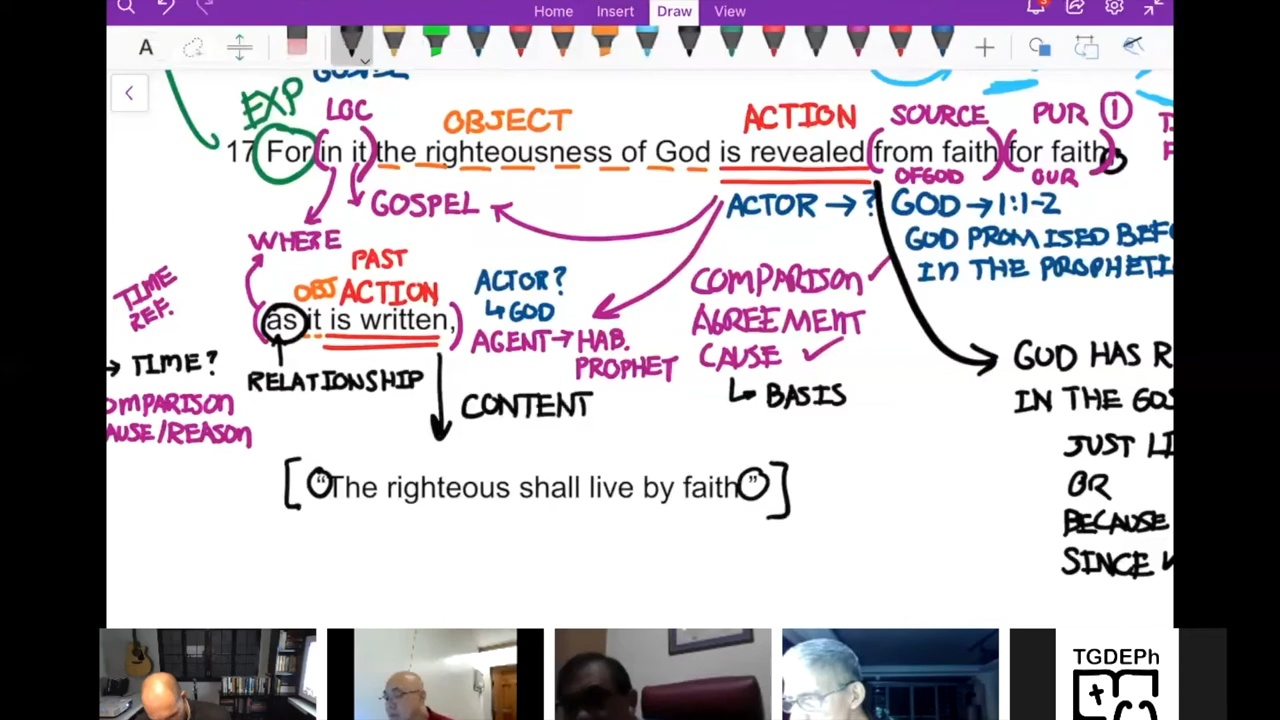 Home Insert Draw View
A
EXP
LOC
OBJECT
ACTION
SOURCE
PUR 1
17 For in it the righteousness of God is revealed from faith for faith,
OF GOD
OUR
GOSPEL
ACTOR → ?
GOD → 1:1-2
WHERE
GOD PROMISED BEF
IN THE PROPHETI
PAST
TIME
REF.
OBJ ACTION
ACTOR?
↳ GOD
COMPARISON
as it is written,
AGENT → HAB.
PROPHET
AGREEMENT
CAUSE ✓
→ TIME?
RELATIONSHIP
↳ BASIS
GOD HAS R
IN THE GOS
OMPARISON
AUSE/REASON
CONTENT
JUST LI
OR
BECAUSE
SINCE
["The righteous shall live by faith"]
TGDEPh